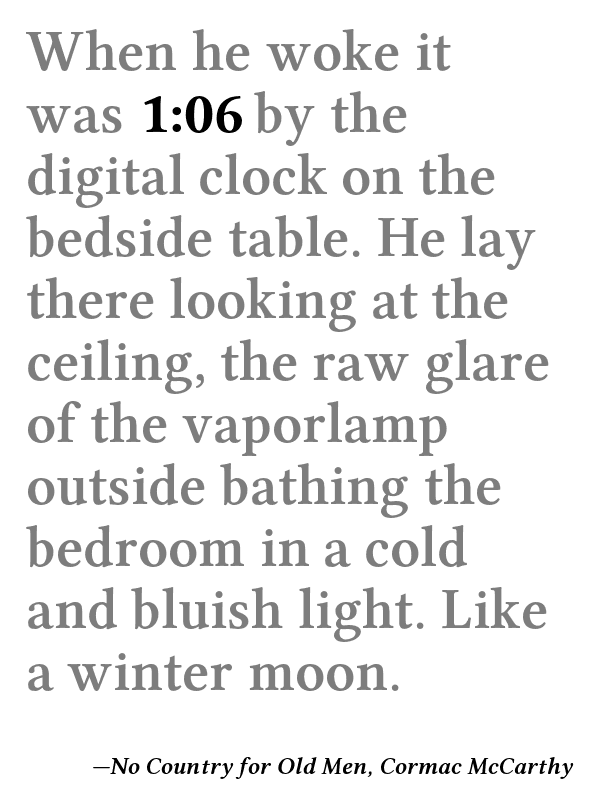 When he woke it
was 1:06 by the
digital clock on the
bedside table. He lay
there looking at the
ceiling, the raw glare
of the vaporlamp
outside bathing the
bedroom in a cold
and bluish light. Like
a winter moon.
—No Country for Old Men, Cormac McCarthy